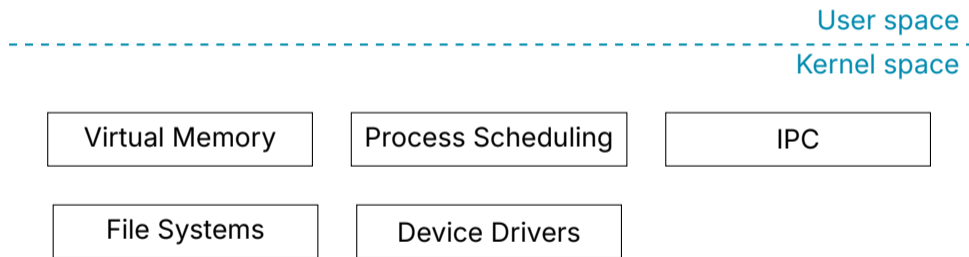 User space
Kernel space
Virtual Memory
Process Scheduling
IPC
File Systems
Device Drivers